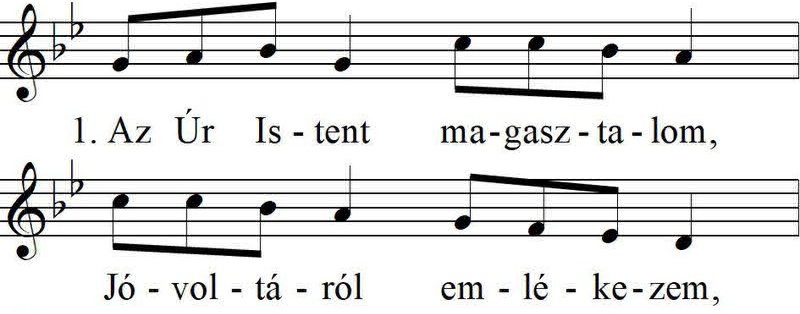 1. Az Úr Is - tent ma-gasz - ta - lom,
Jó - vol - tá - ról em - lé - ke - zem,